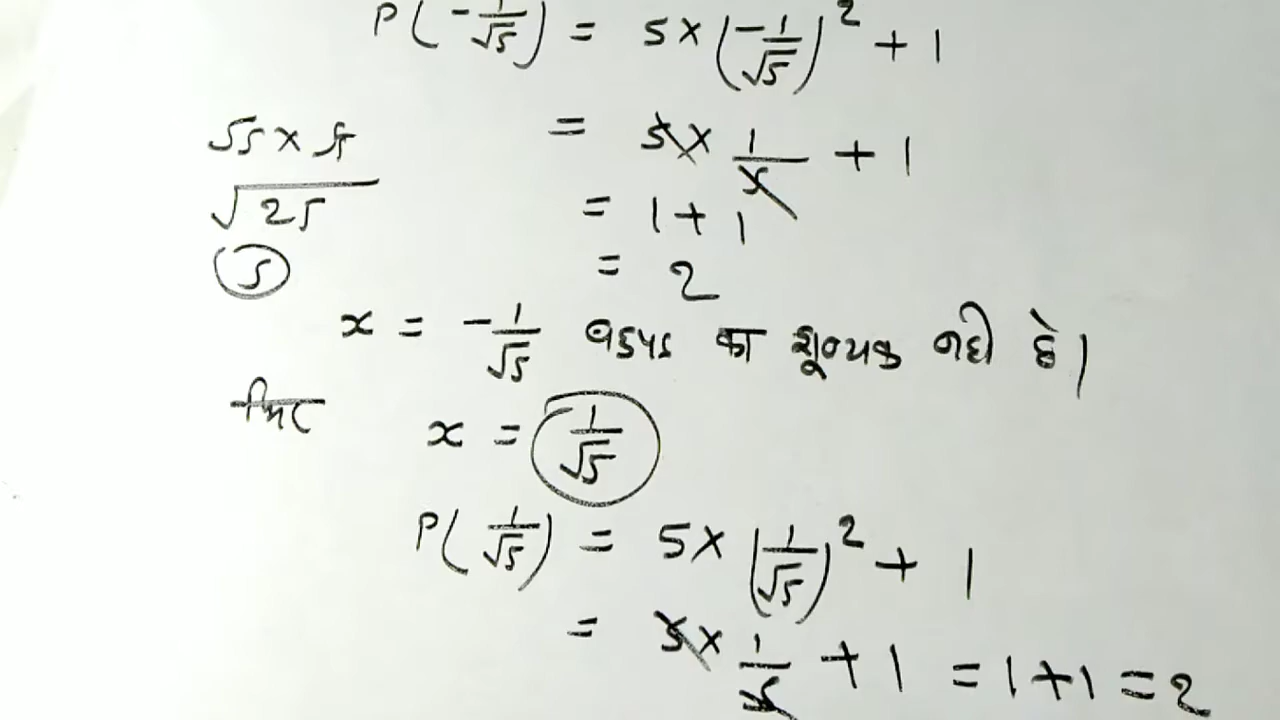 P(-1/√5) = 5 × (-1/√5)² + 1
= 5 × 1/5 + 1
√5 × √5
√25
= 1 + 1
5
= 2
x = -1/√5 बहुपद का शून्यक नही है।
फिर x = 1/√5
P(1/√5) = 5 × (1/√5)² + 1
= 5 × 1/5 + 1 = 1 + 1 = 2